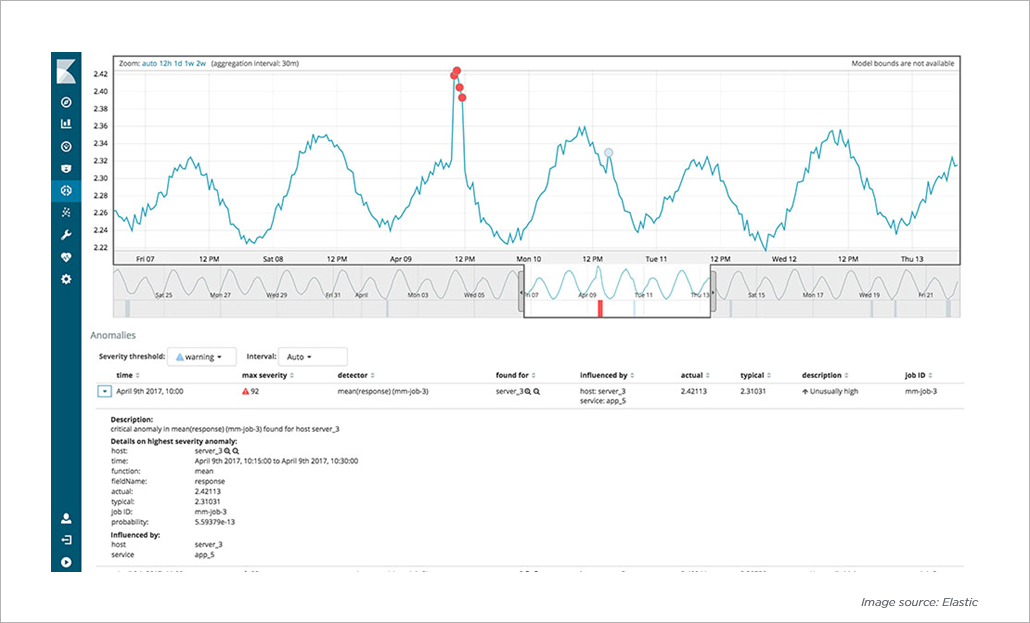 Zoom: auto 12h 1d 1w 2w (aggregation interval: 30m) Model bounds are not available
2.42
2.40
2.38
2.36
2.34
2.32
2.30
2.28
2.26
2.24
2.22
Fri 07 12 PM Sat 08 12 PM Apr 09 12 PM Mon 10 12 PM Tue 11 12 PM Wed 12 12 PM Thu 13
Sat 25 Mon 27 Wed 29 Fri 31 April Mon 03 Wed 05 Fri 07 Apr 09 Tue 11 Thu 13 Sat 15 Mon 17 Wed 19 Fri 21
Anomalies
Severity threshold: warning Interval: Auto
time max severity detector found for influenced by actual typical description job ID
April 9th 2017, 10:00 92 mean(response) (mm-job-3) server_3 host: server_3 2.42113 2.31031 Unusually high mm-job-3
service: app_5
Description:
critical anomaly in mean(response) (mm-job-3) found for host server_3
Details on highest severity anomaly:
host: server_3
time: April 9th 2017, 10:15:00 to April 9th 2017, 10:30:00
function: mean
fieldName: response
actual: 2.42113
typical: 2.31031
job ID: mm-job-3
probability: 5.59379e-13
Influenced by:
host server_3
service app_5
Image source: Elastic